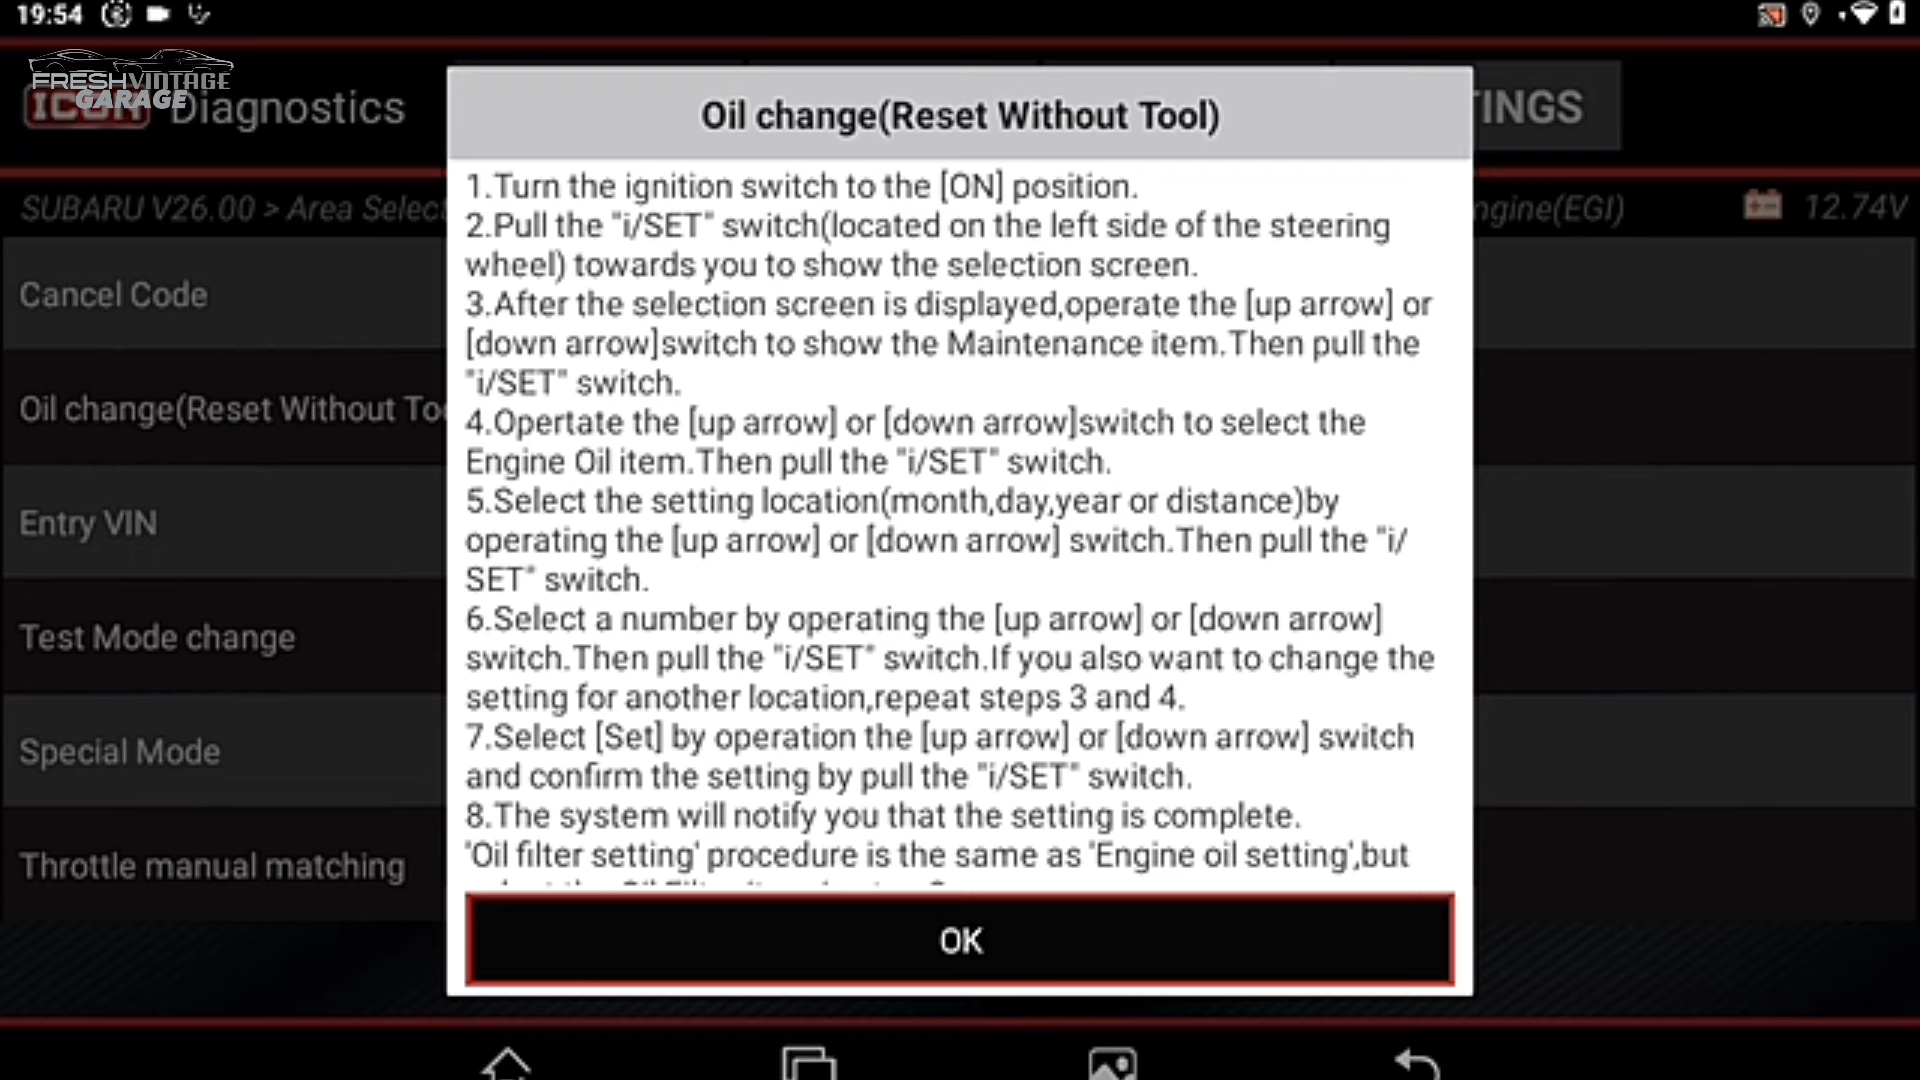 19:54
FRESHVINTAGE
GARAGE
ICON Diagnostics
TINGS
SUBARU V26.00 > Area Select
ngine(EGI)
12.74V
Cancel Code
Oil change(Reset Without Too
Entry VIN
Test Mode change
Special Mode
Throttle manual matching
Oil change(Reset Without Tool)
1.Turn the ignition switch to the [ON] position.
2.Pull the "i/SET" switch(located on the left side of the steering
wheel) towards you to show the selection screen.
3.After the selection screen is displayed,operate the [up arrow] or
[down arrow]switch to show the Maintenance item.Then pull the
"i/SET" switch.
4.Opertate the [up arrow] or [down arrow]switch to select the
Engine Oil item.Then pull the "i/SET" switch.
5.Select the setting location(month,day,year or distance)by
operating the [up arrow] or [down arrow] switch.Then pull the "i/
SET" switch.
6.Select a number by operating the [up arrow] or [down arrow]
switch.Then pull the "i/SET" switch.If you also want to change the
setting for another location,repeat steps 3 and 4.
7.Select [Set] by operation the [up arrow] or [down arrow] switch
and confirm the setting by pull the "i/SET" switch.
8.The system will notify you that the setting is complete.
'Oil filter setting' procedure is the same as 'Engine oil setting',but
OK